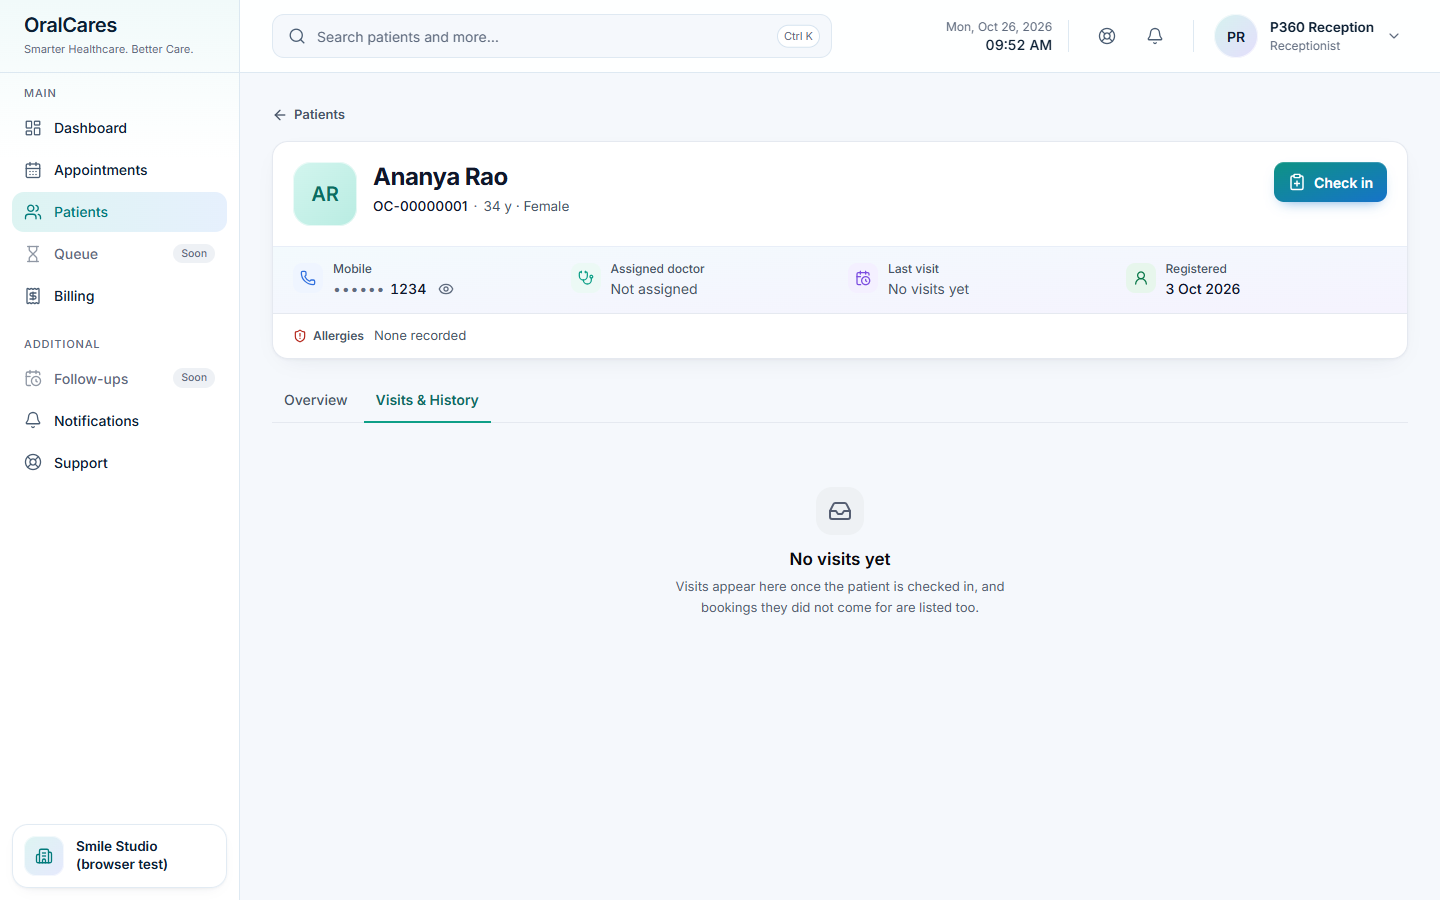 OralCares
Smarter Healthcare. Better Care.
Search patients and more...
Ctrl K
Mon, Oct 26, 2026
09:52 AM
PR
P360 Reception
Receptionist
MAIN
Dashboard
Appointments
Patients
Queue
Soon
Billing
ADDITIONAL
Follow-ups
Soon
Notifications
Support
Smile Studio
(browser test)
Patients
AR
Ananya Rao
OC-00000001 · 34 y · Female
Check in
Mobile
•••••• 1234
Assigned doctor
Not assigned
Last visit
No visits yet
Registered
3 Oct 2026
Allergies None recorded
Overview
Visits & History
No visits yet
Visits appear here once the patient is checked in, and
bookings they did not come for are listed too.